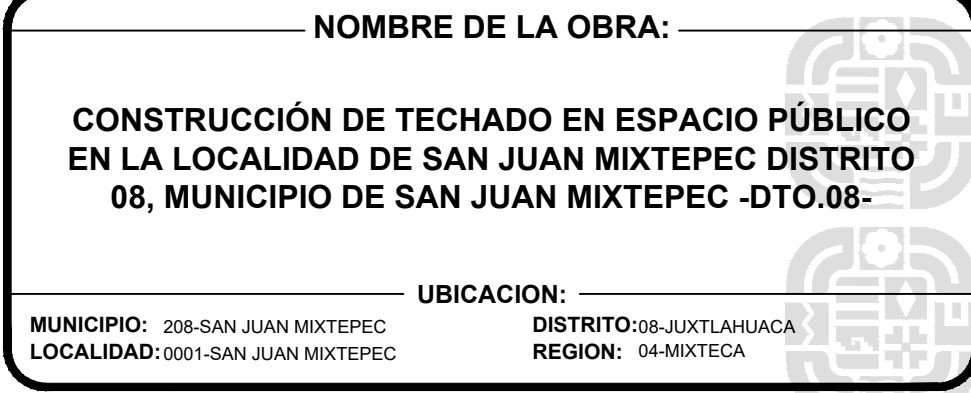 NOMBRE DE LA OBRA:
CONSTRUCCIÓN DE TECHADO EN ESPACIO PÚBLICO
EN LA LOCALIDAD DE SAN JUAN MIXTEPEC DISTRITO
08, MUNICIPIO DE SAN JUAN MIXTEPEC -DTO.08-
UBICACION:
MUNICIPIO: 208-SAN JUAN MIXTEPEC DISTRITO:08-JUXTLAHUACA
LOCALIDAD:0001-SAN JUAN MIXTEPEC REGION: 04-MIXTECA